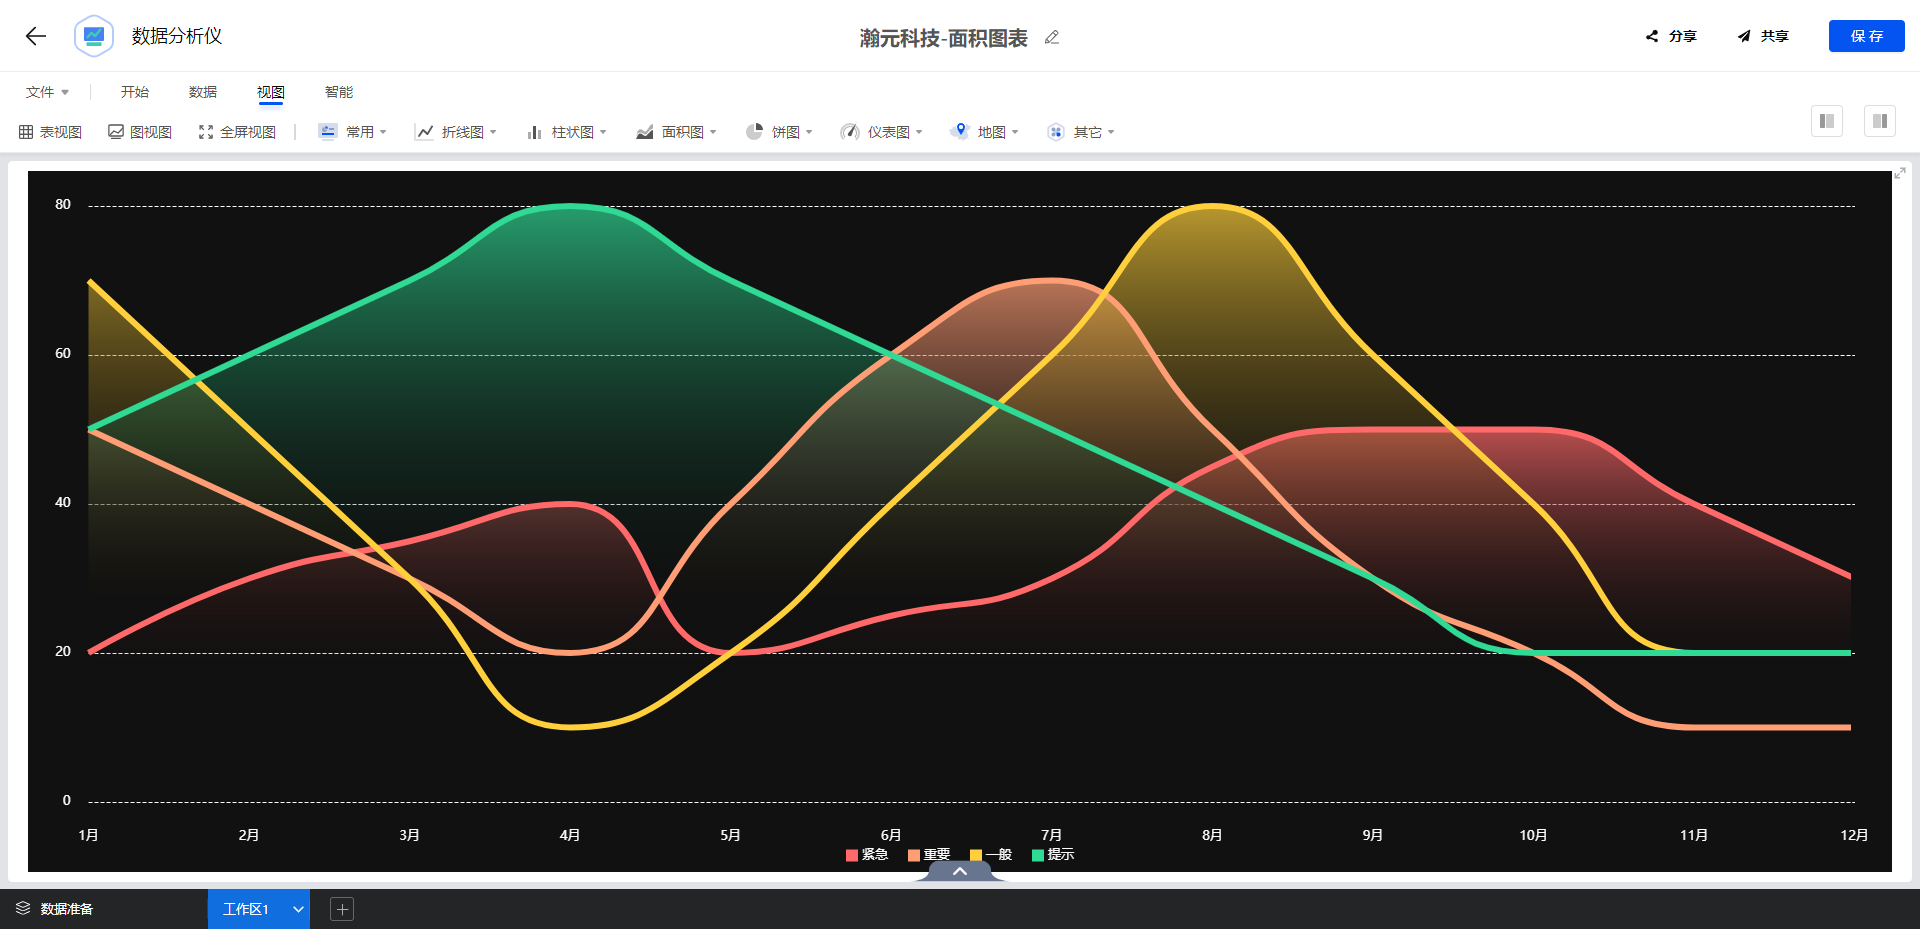 数据分析仪
瀚元科技-面积图表
分享
共享
保存
文件 开始 数据 视图 智能
表视图 图视图 全屏视图 常用 折线图 柱状图 面积图 饼图 仪表图 地图 其它
80
60
40
20
0
1月 2月 3月 4月 5月 6月 7月 8月 9月 10月 11月 12月
紧急 重要 一般 提示
数据准备 工作区1